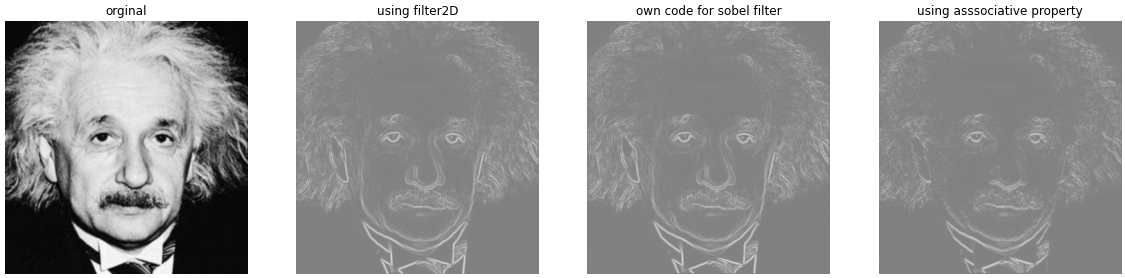 orginal
using filter2D
own code for sobel filter
using asssociative property